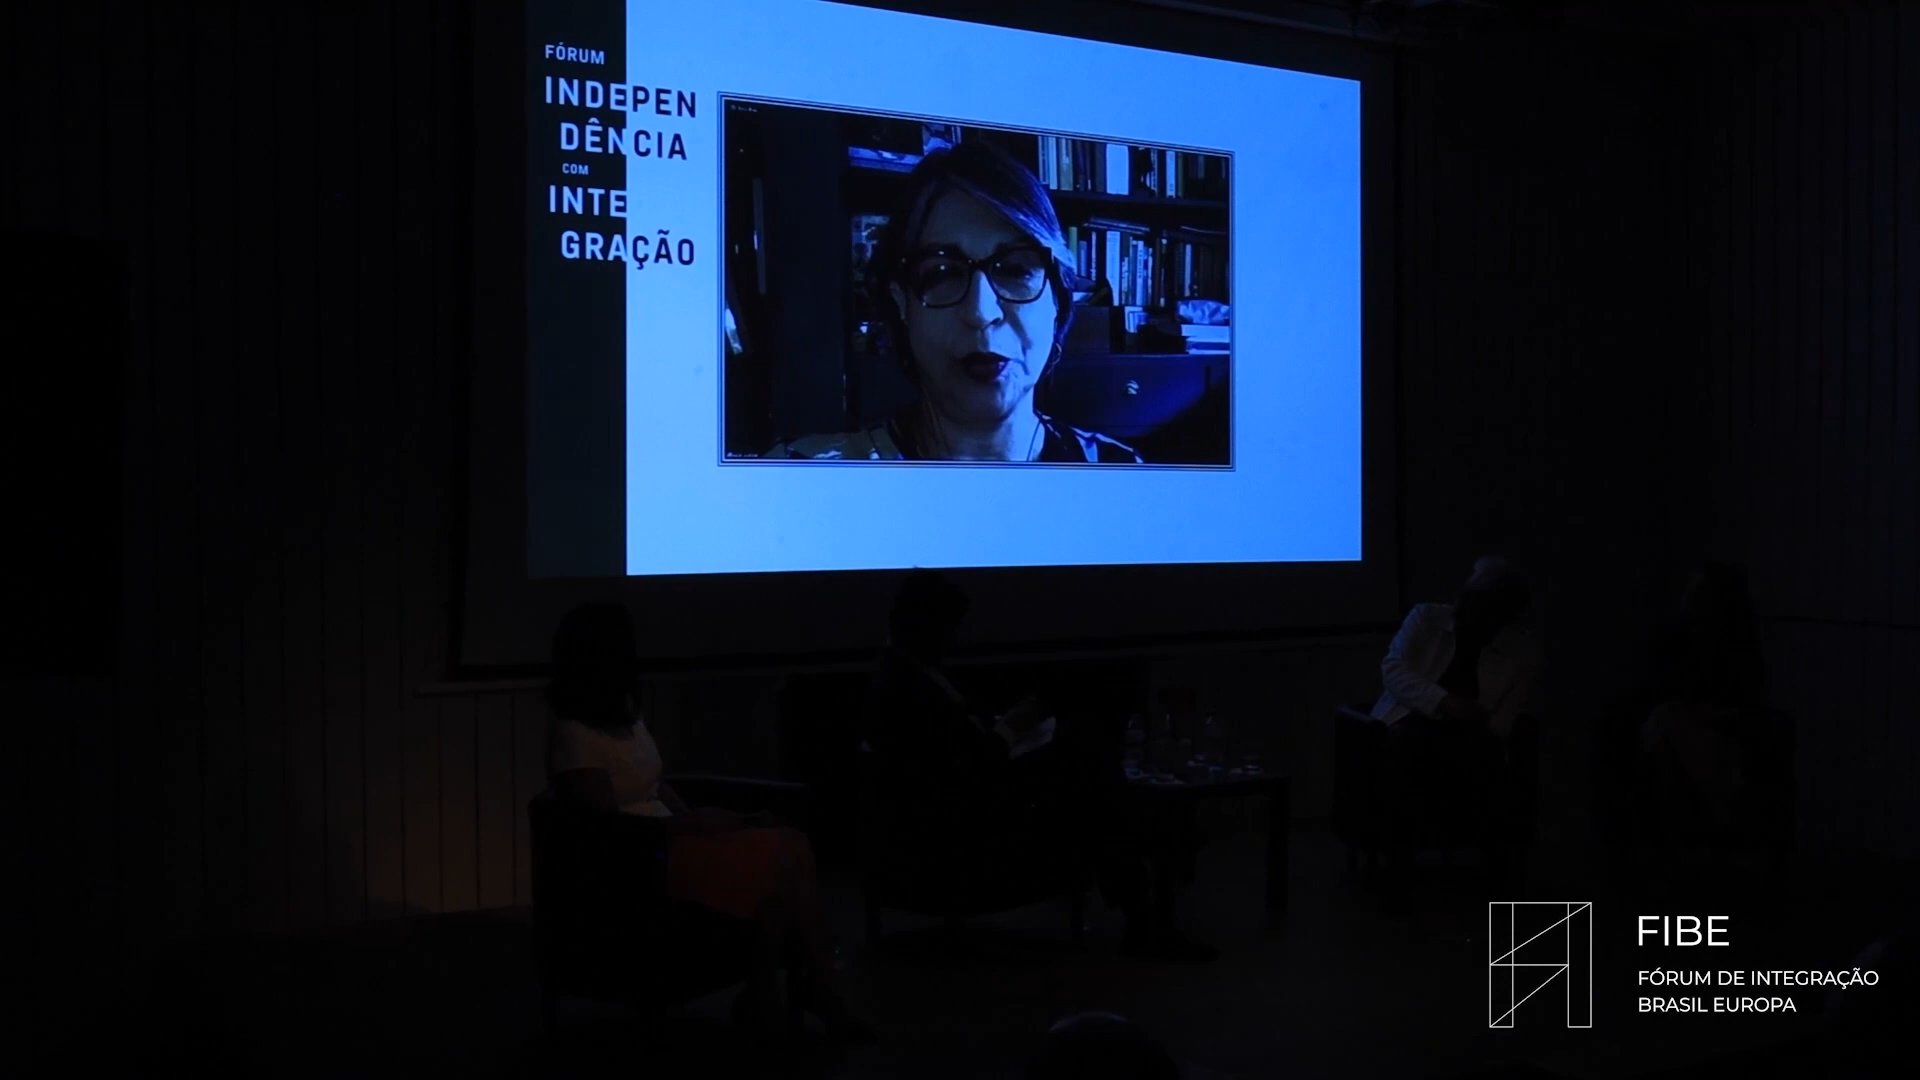 FÓRUM
INDEPEN
DÊNCIA
COM
INTE
GRAÇÃO
FIBE
FÓRUM DE INTEGRAÇÃO
BRASIL EUROPA